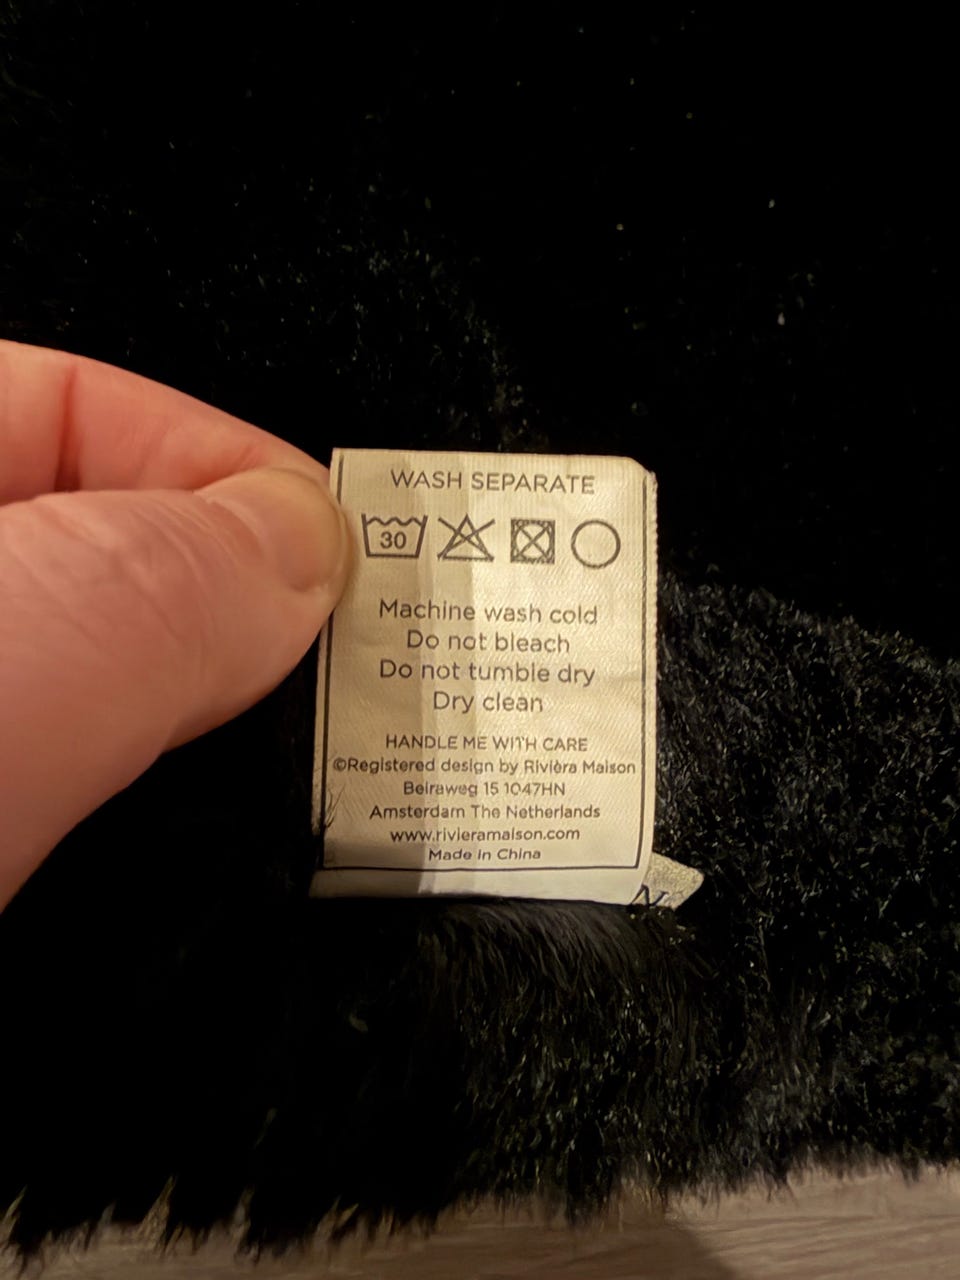 WASH SEPARATE
30
Machine wash cold
Do not bleach
Do not tumble dry
Dry clean
HANDLE ME WITH CARE
©Registered design by Rivièra Maison
Beiraweg 15 1047HN
Amsterdam The Netherlands
www.rivieramaison.com
Made in China